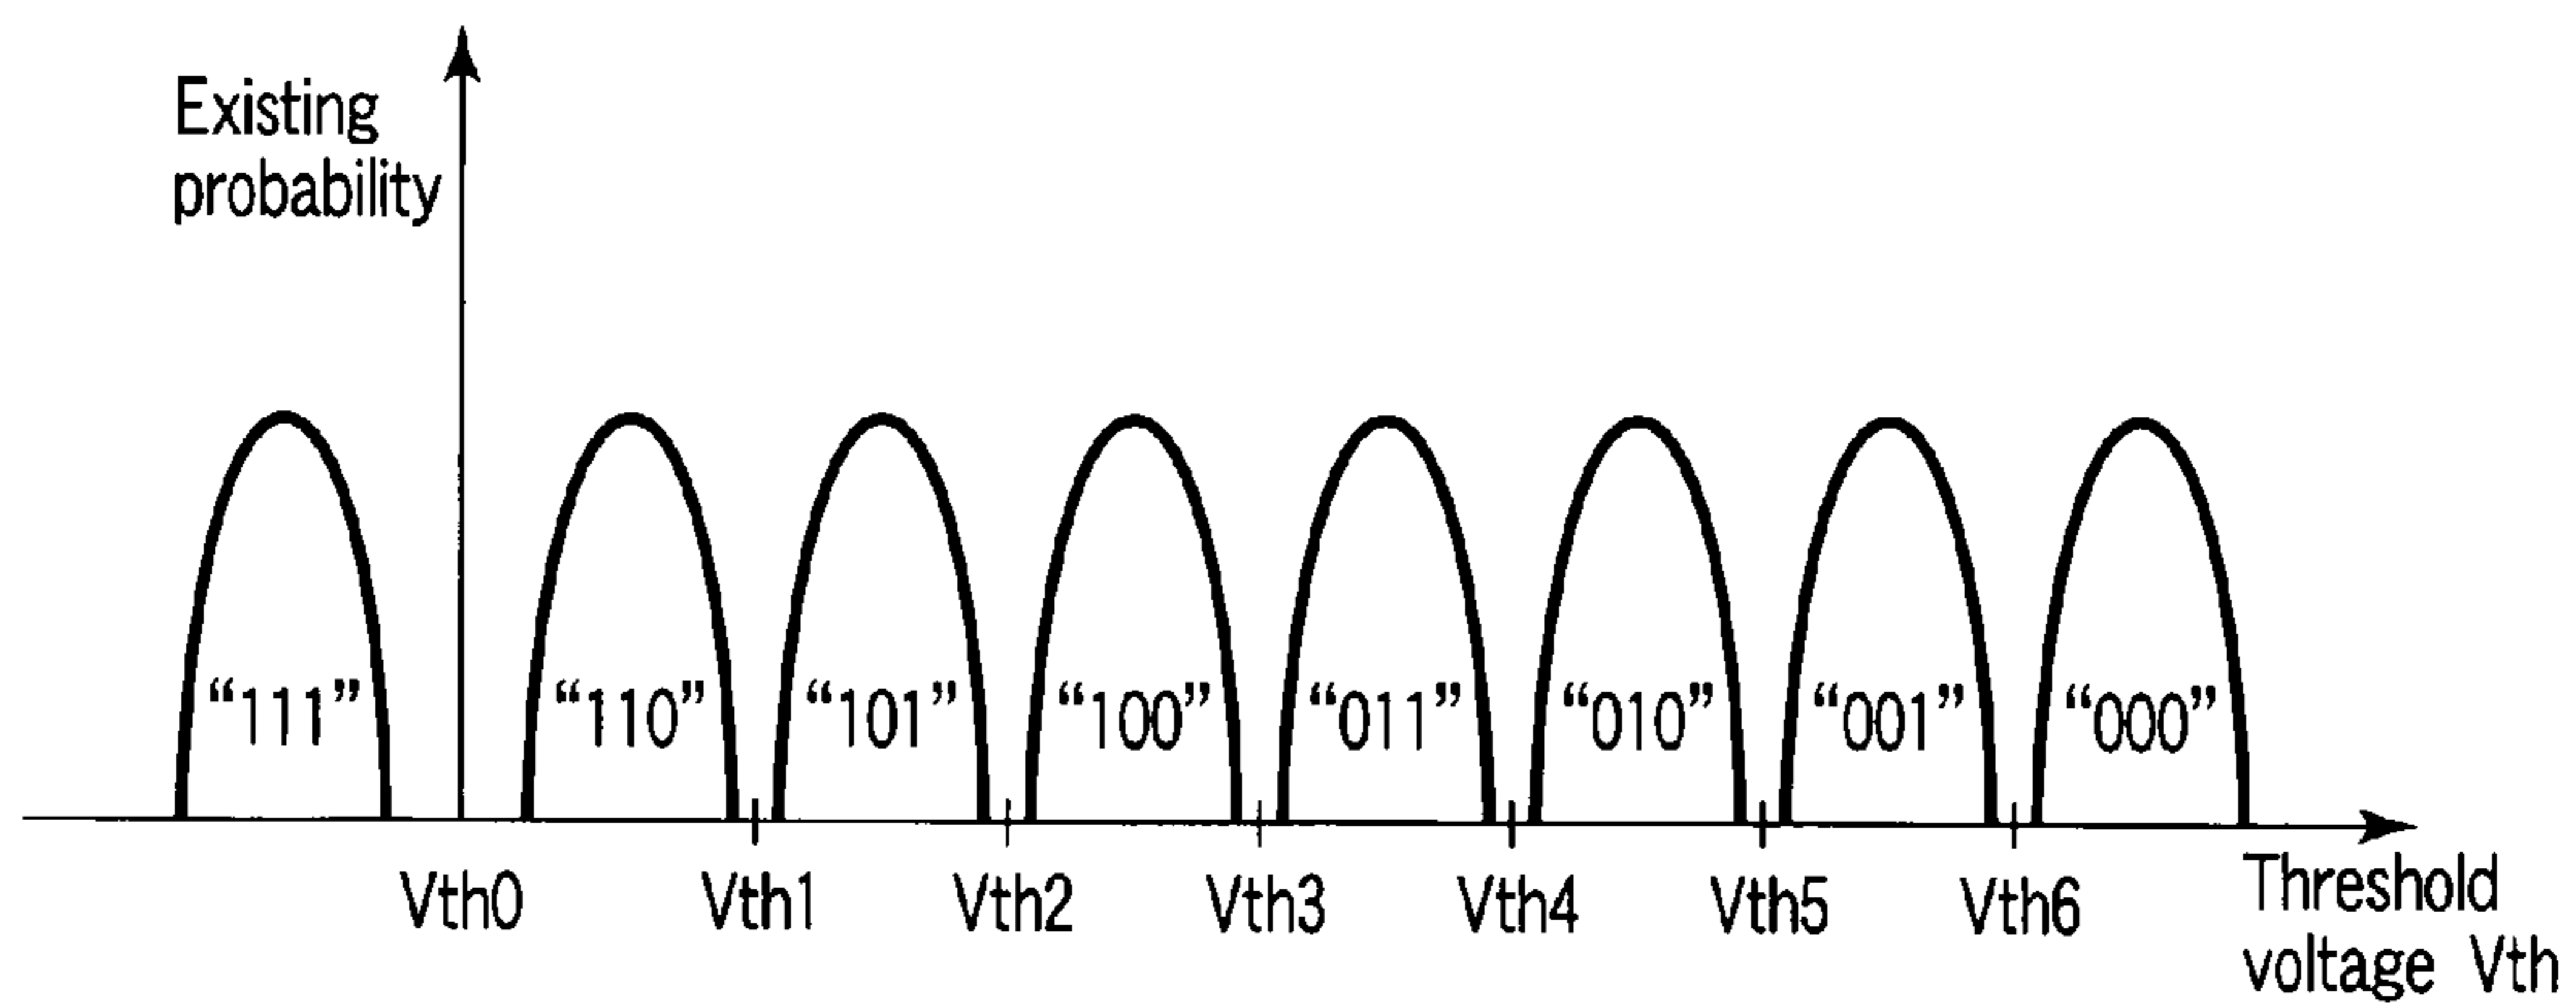 Existing
probability
“111” “110” “101” “100” “011” “010” “001” “000”
Vth0 Vth1 Vth2 Vth3 Vth4 Vth5 Vth6 Threshold
voltage Vth